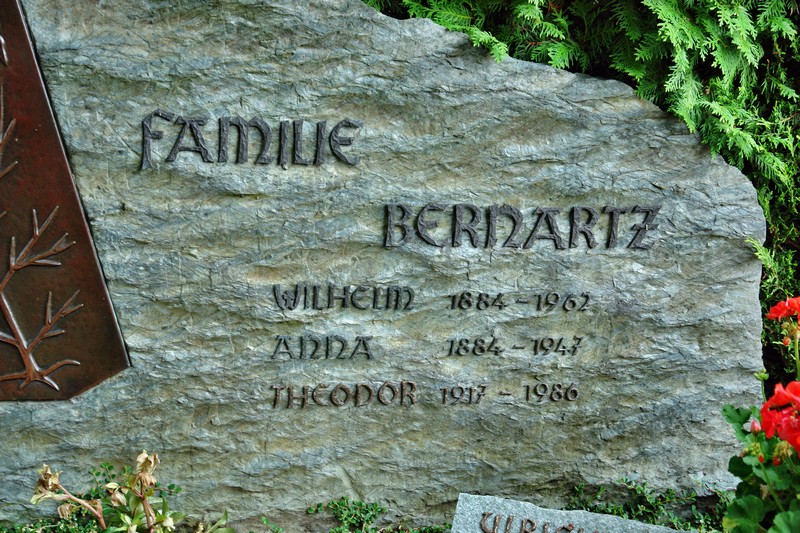 FAMILIE
BERNARTZ
WILHELM 1884 - 1962
ANNA 1884 - 1947
THEODOR 1917 - 1986